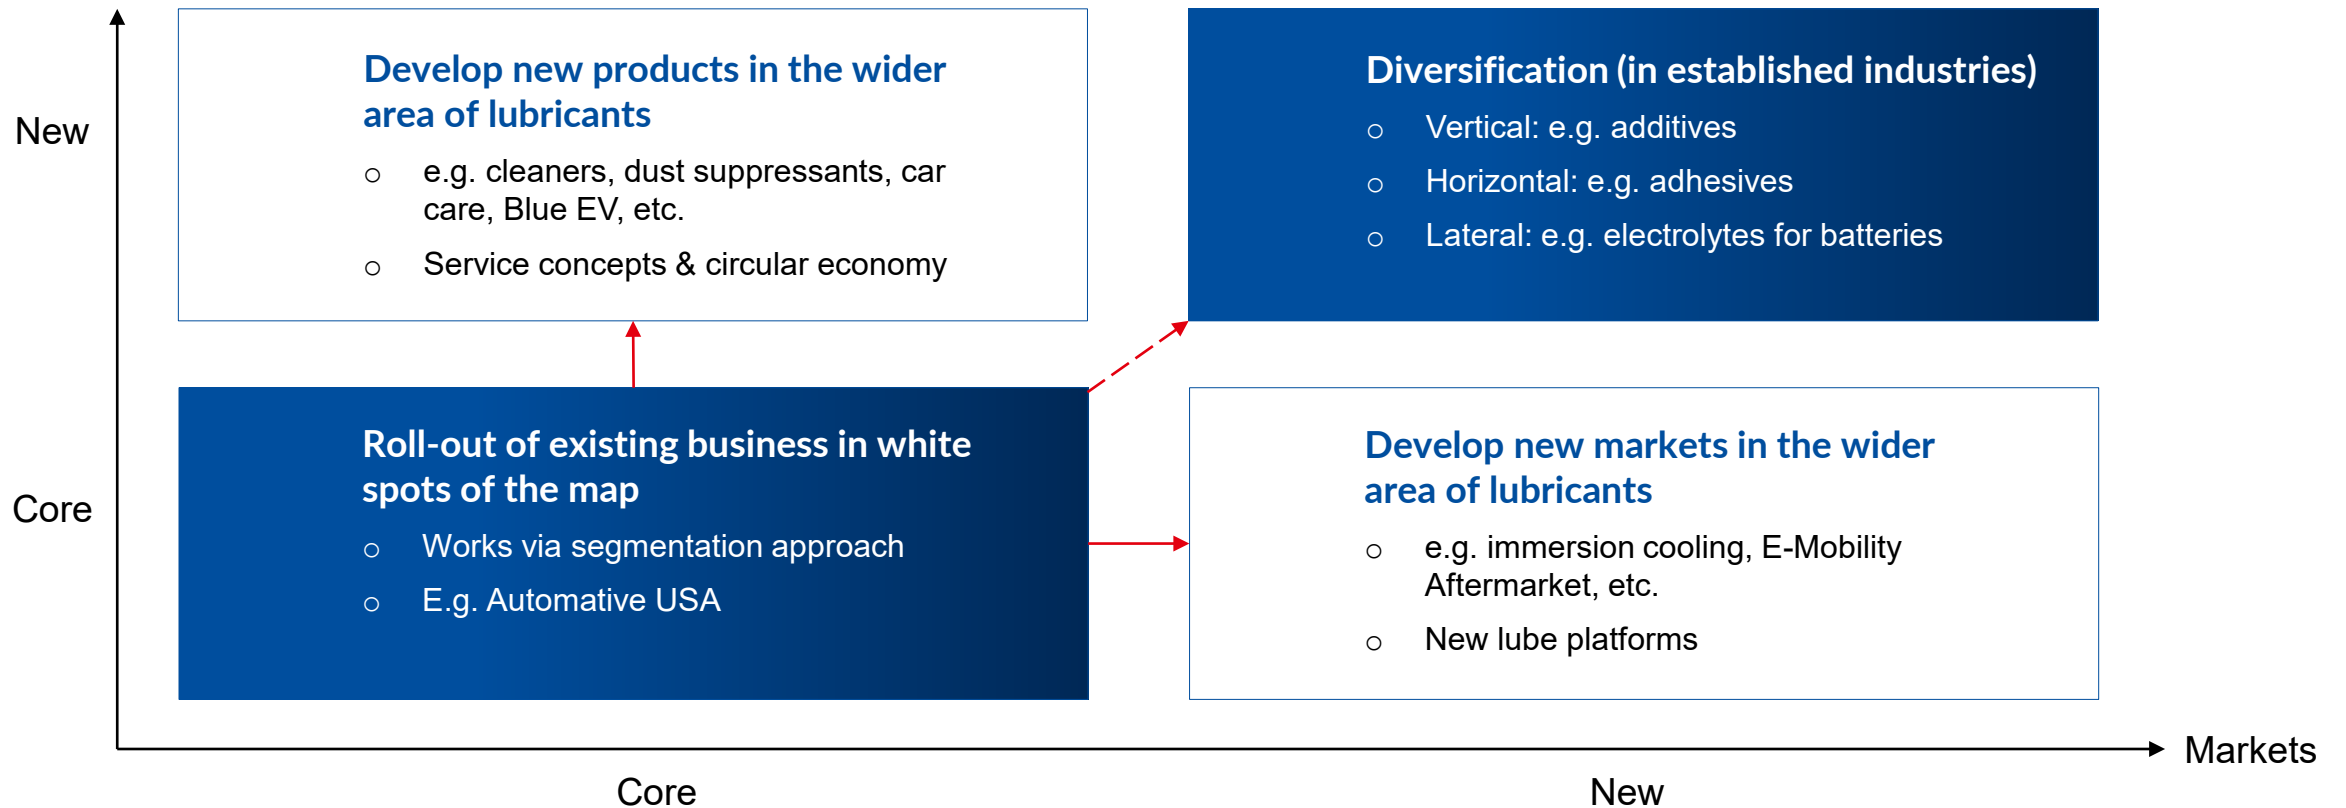 New
Develop new products in the wider
area of lubricants
o e.g. cleaners, dust suppressants, car
care, Blue EV, etc.
o Service concepts & circular economy
Diversification (in established industries)
o Vertical: e.g. additives
o Horizontal: e.g. adhesives
o Lateral: e.g. electrolytes for batteries
Core
Roll-out of existing business in white
spots of the map
o Works via segmentation approach
o E.g. Automative USA
Develop new markets in the wider
area of lubricants
o e.g. immersion cooling, E-Mobility
Aftermarket, etc.
o New lube platforms
Markets
Core
New